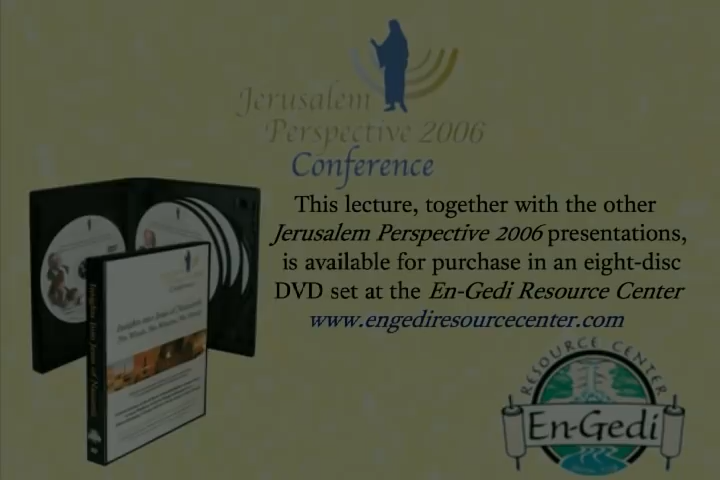 Jerusalem
Perspective 2006
Conference
This lecture, together with the other
Jerusalem Perspective 2006 presentations,
is available for purchase in an eight-disc
DVD set at the En-Gedi Resource Center
www.engediresourcecenter.com
RESOURCE CENTER
En-Gedi